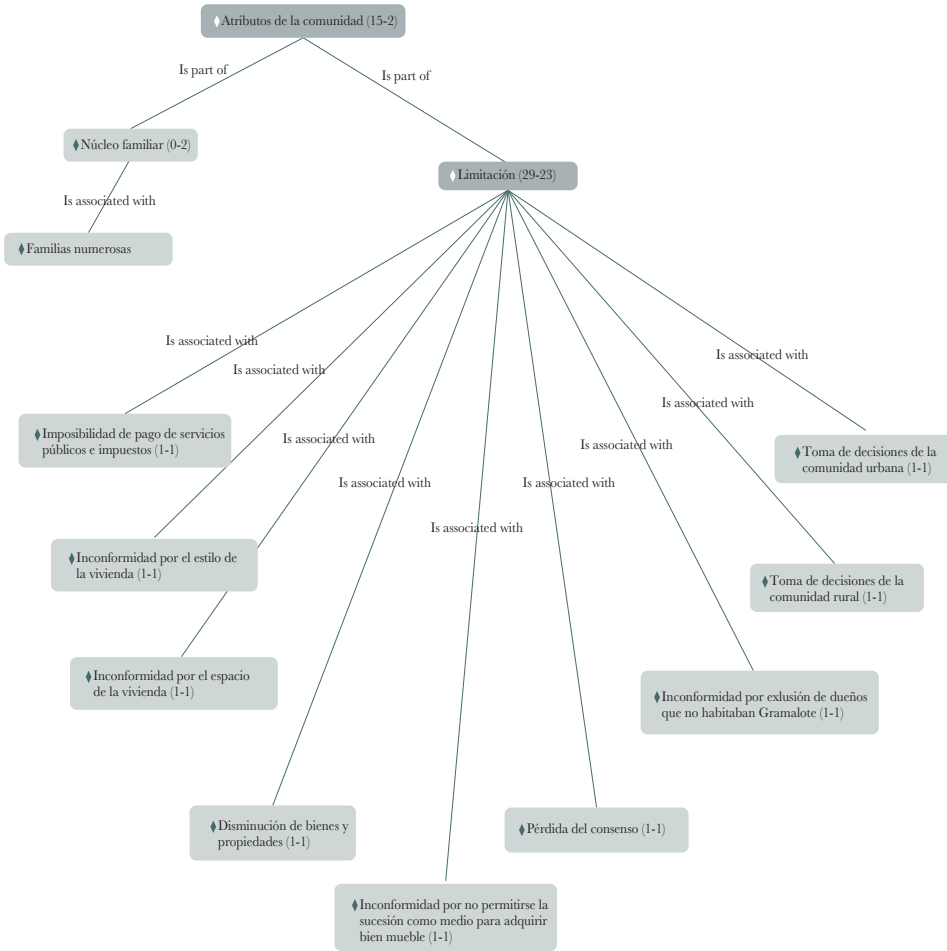 Atributos de la comunidad (15-2)
Is part of
Is part of
Núcleo familiar (0-2)
Limitación (29-23)
Is associated with
Familias numerosas
Is associated with
Is associated with
Is associated with
Is associated with
Is associated with
Is associated with
Is associated with
Is associated with
Is associated with
Imposibilidad de pago de servicios
públicos e impuestos (1-1)
Toma de decisiones de la
comunidad urbana (1-1)
Inconformidad por el estilo de
la vivienda (1-1)
Toma de decisiones de la
comunidad rural (1-1)
Inconformidad por el espacio
de la vivienda (1-1)
Inconformidad por exlusión de dueños
que no habitaban Gramalote (1-1)
Disminución de bienes y
propiedades (1-1)
Pérdida del consenso (1-1)
Inconformidad por no permitirse la
sucesión como medio para adquirir
bien mueble (1-1)